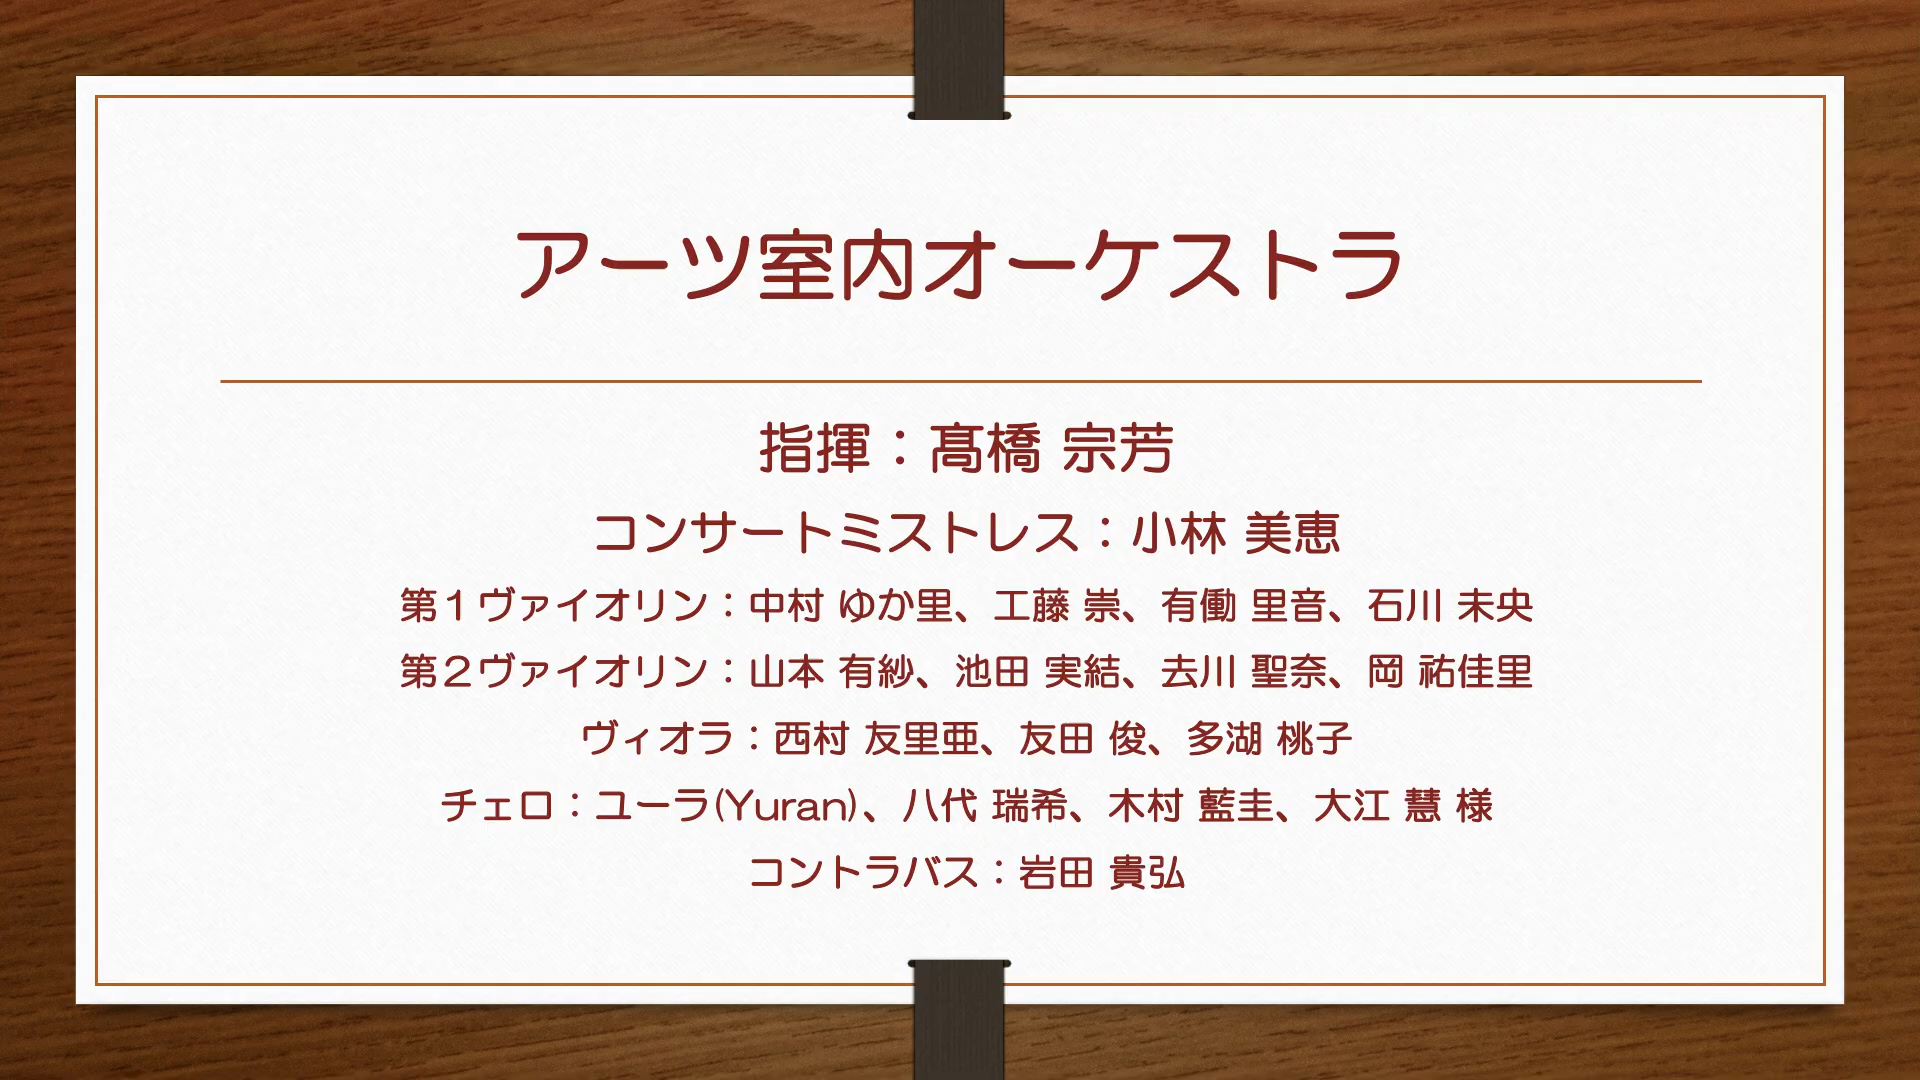 アーツ室内オーケストラ
指揮：髙橋 宗芳
コンサートミストレス：小林 美恵
第１ヴァイオリン：中村 ゆか里、工藤 崇、有働 里音、石川 未央
第２ヴァイオリン：山本 有紗、池田 実結、去川 聖奈、岡 祐佳里
ヴィオラ：西村 友里亜、友田 俊、多湖 桃子
チェロ：ユーラ(Yuran)、八代 瑞希、木村 藍圭、大江 慧 様
コントラバス：岩田 貴弘